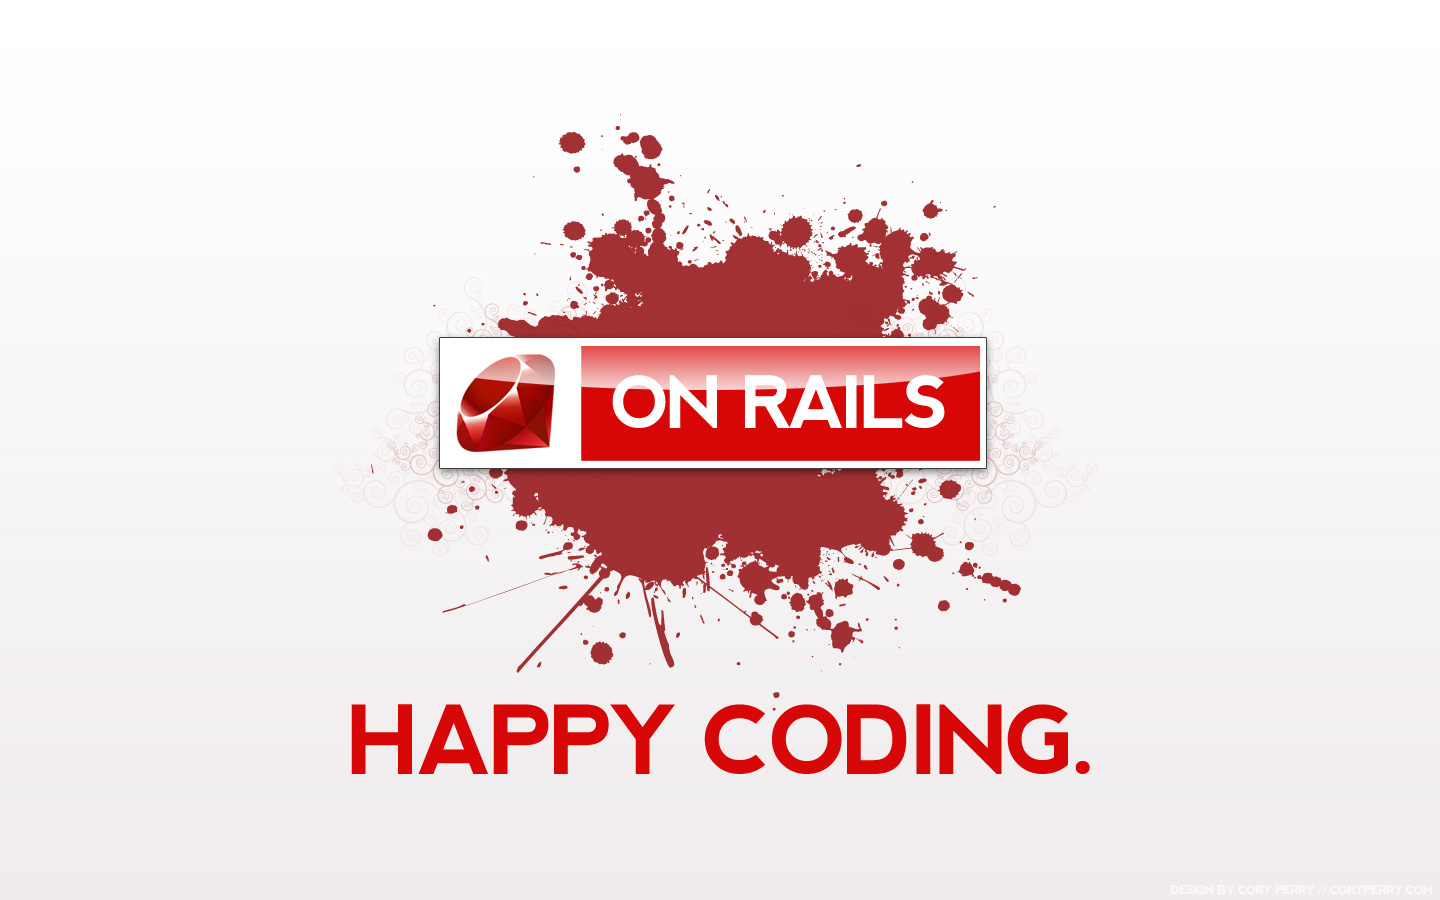 ON RAILS
HAPPY CODING.
DESIGN BY CORY PERRY // CORYPERRY.COM